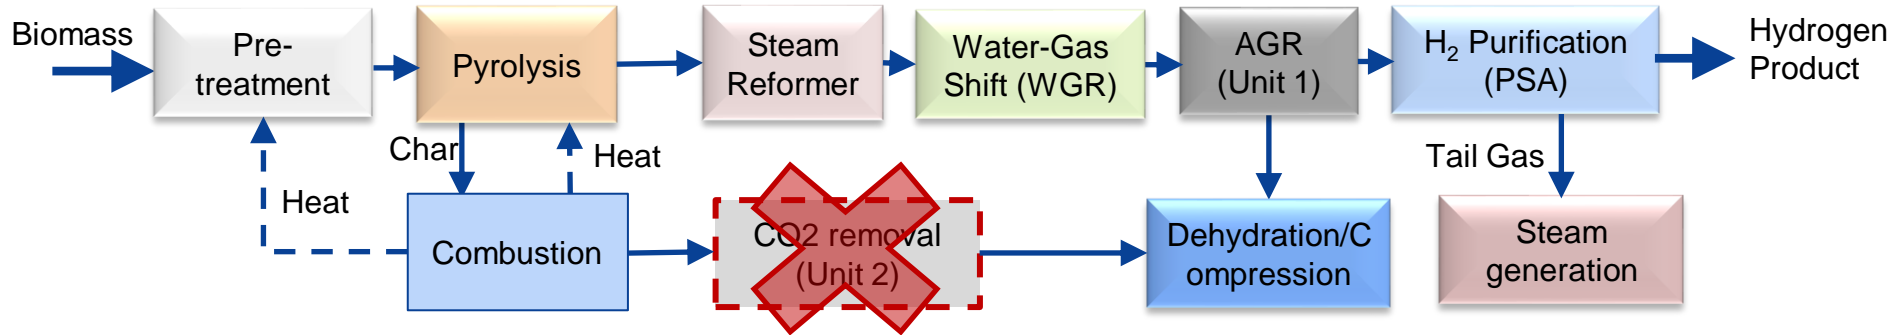 Biomass
Pre-
treatment
Pyrolysis
Steam
Reformer
Water-Gas
Shift (WGR)
AGR
(Unit 1)
H₂ Purification
(PSA)
Hydrogen
Product
Char
Heat
Tail Gas
Heat
Combustion
CO2 removal
(Unit 2)
Dehydration/C
ompression
Steam
generation